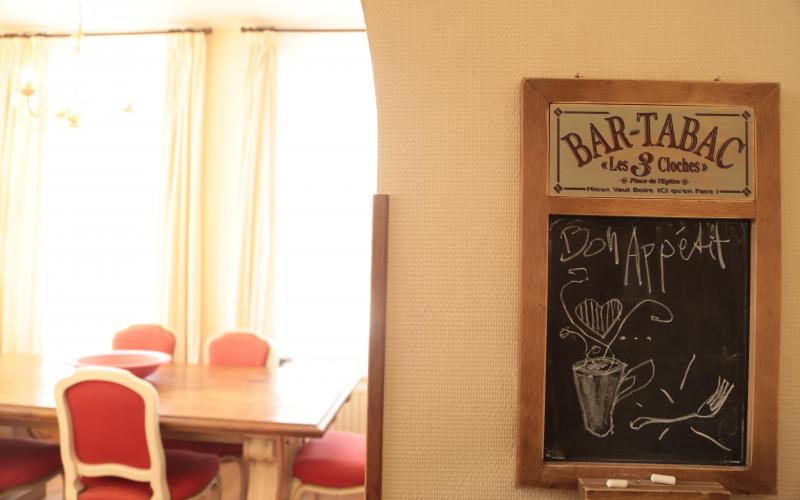 BAR-TABAC
«Les 3 Cloches»
Place de l'Eglise
Mieux Vaut Boire ICI qu'en Face !
Bon Appétit